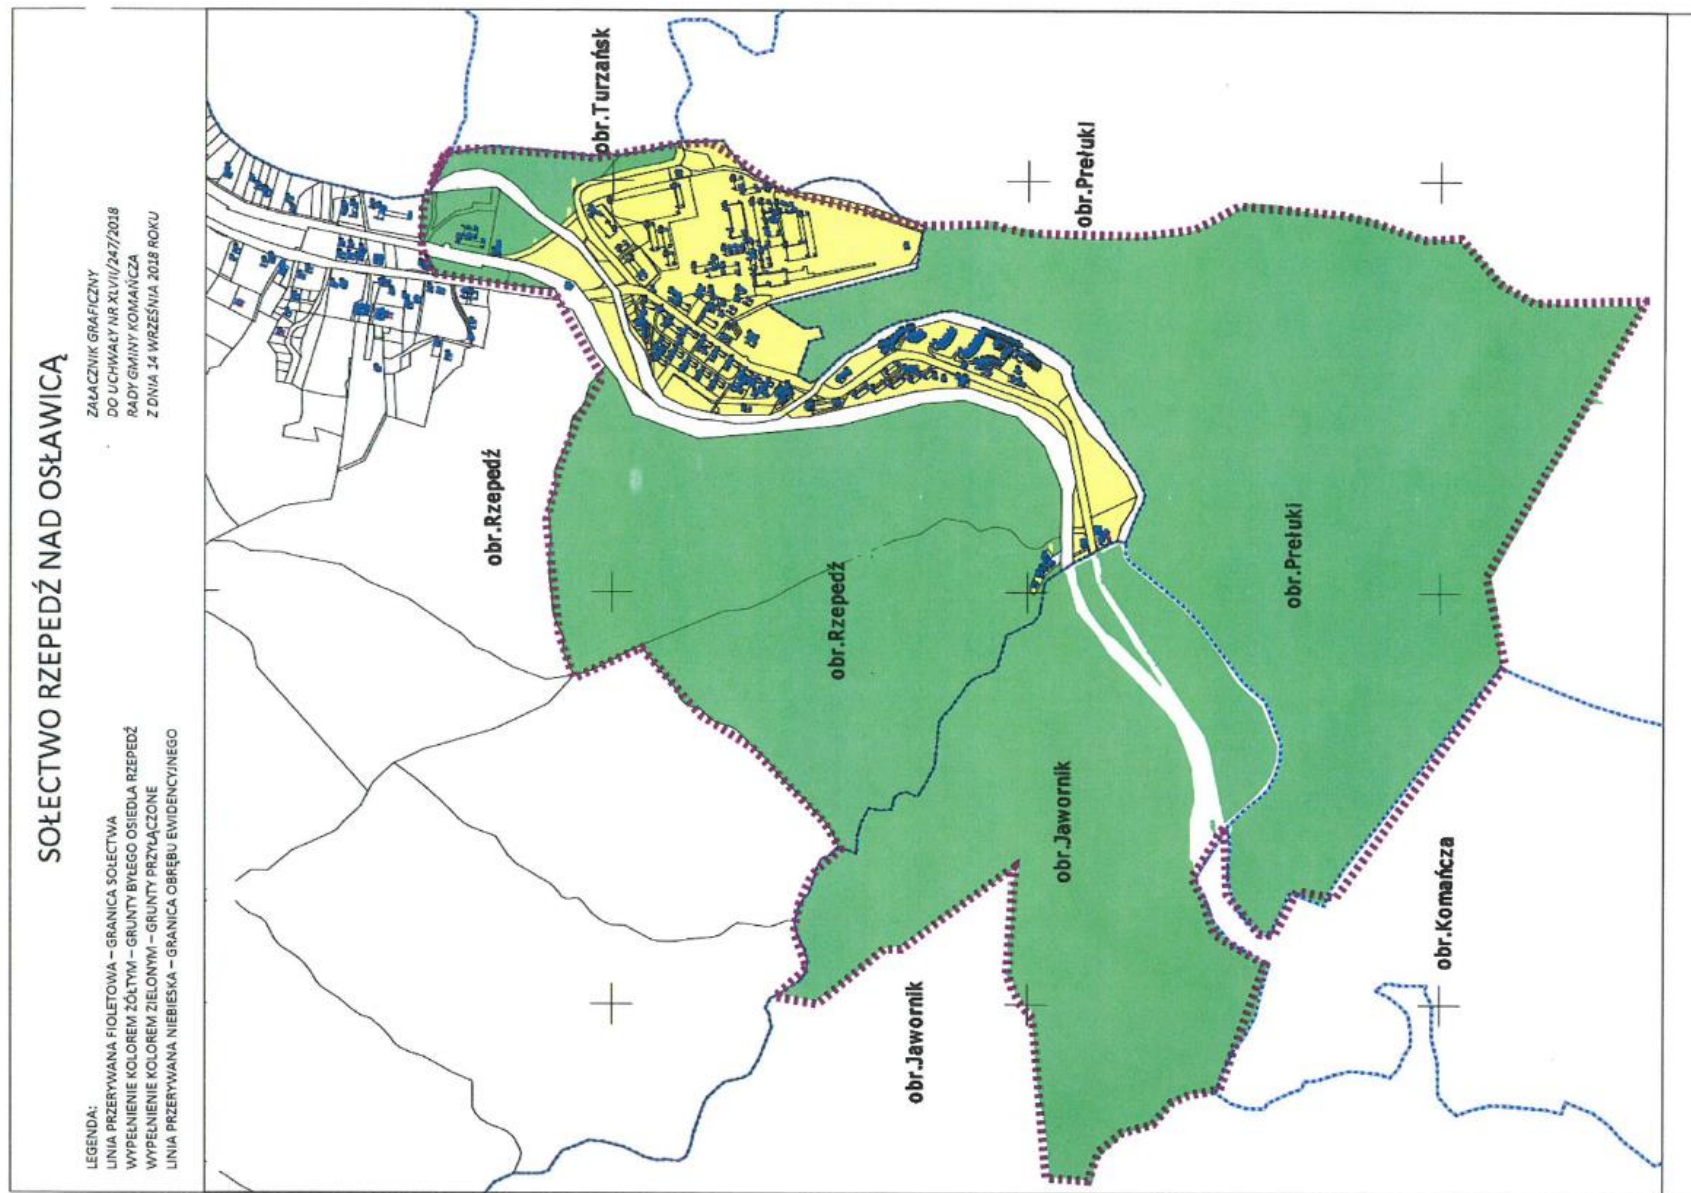 SOŁECTWO RZEPEDŹ NAD OSŁAWICĄ
ZAŁACZNIK GRAFICZNY
DO UCHWAŁY NR XLVII/247/2018
RADY GMINY KOMAŃCZA
Z DNIA 14 WRZEŚNIA 2018 ROKU
LEGENDA:
LINIA PRZERYWANA FIOLETOWA – GRANICA SOŁECTWA
WYPEŁNIENIE KOLOREM ŻÓŁTYM – GRUNTY BYŁEGO OSIEDLA RZEPEDŹ
WYPEŁNIENIE KOLOREM ZIELONYM – GRUNTY PRZYŁĄCZONE
LINIA PRZERYWANA NIEBIESKA – GRANICA OBRĘBU EWIDENCYJNEGO
obr.Turzańsk
obr.Rzepedź
obr.Prełuki
obr.Rzepedź
obr.Prełuki
obr.Jawornik
obr.Jawornik
obr.Komańcza